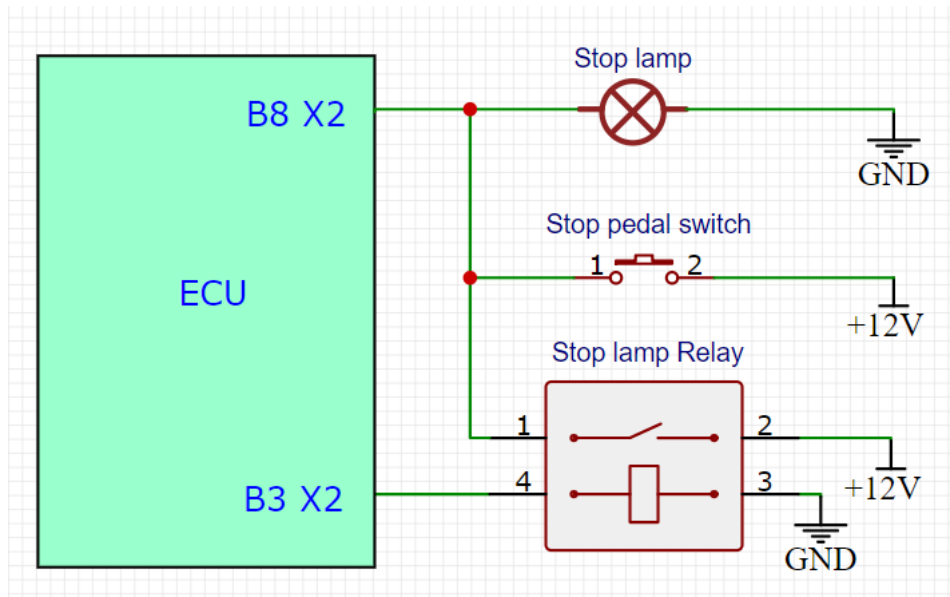 Stop lamp
B8 X2
GND
Stop pedal switch
1 2
ECU
+12V
Stop lamp Relay
1 2
4 3
+12V
B3 X2
GND